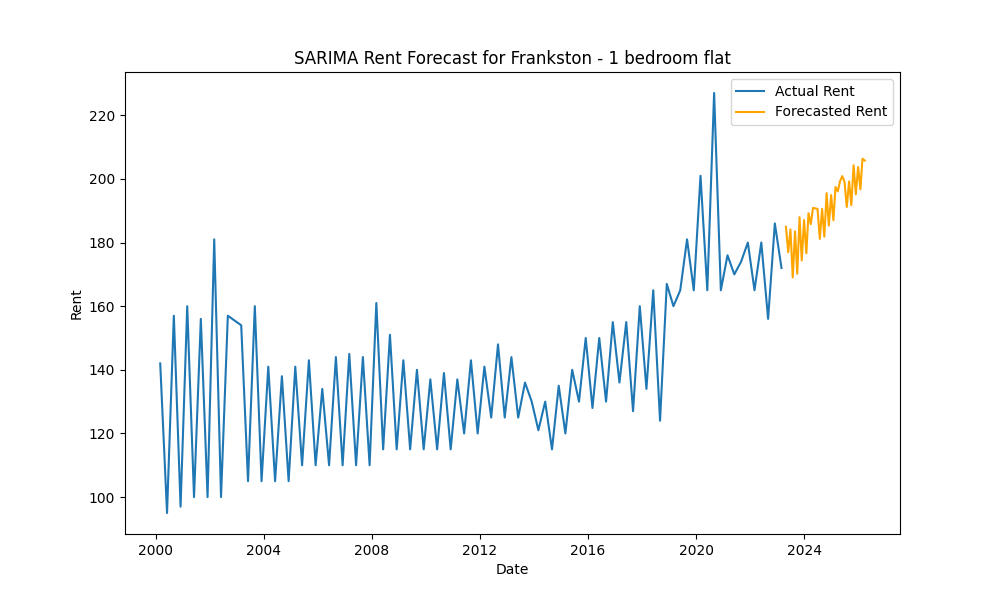 SARIMA Rent Forecast for Frankston - 1 bedroom flat
Actual Rent
Forecasted Rent
220
200
180
160
140
120
100
Rent
2000 2004 2008 2012 2016 2020 2024
Date